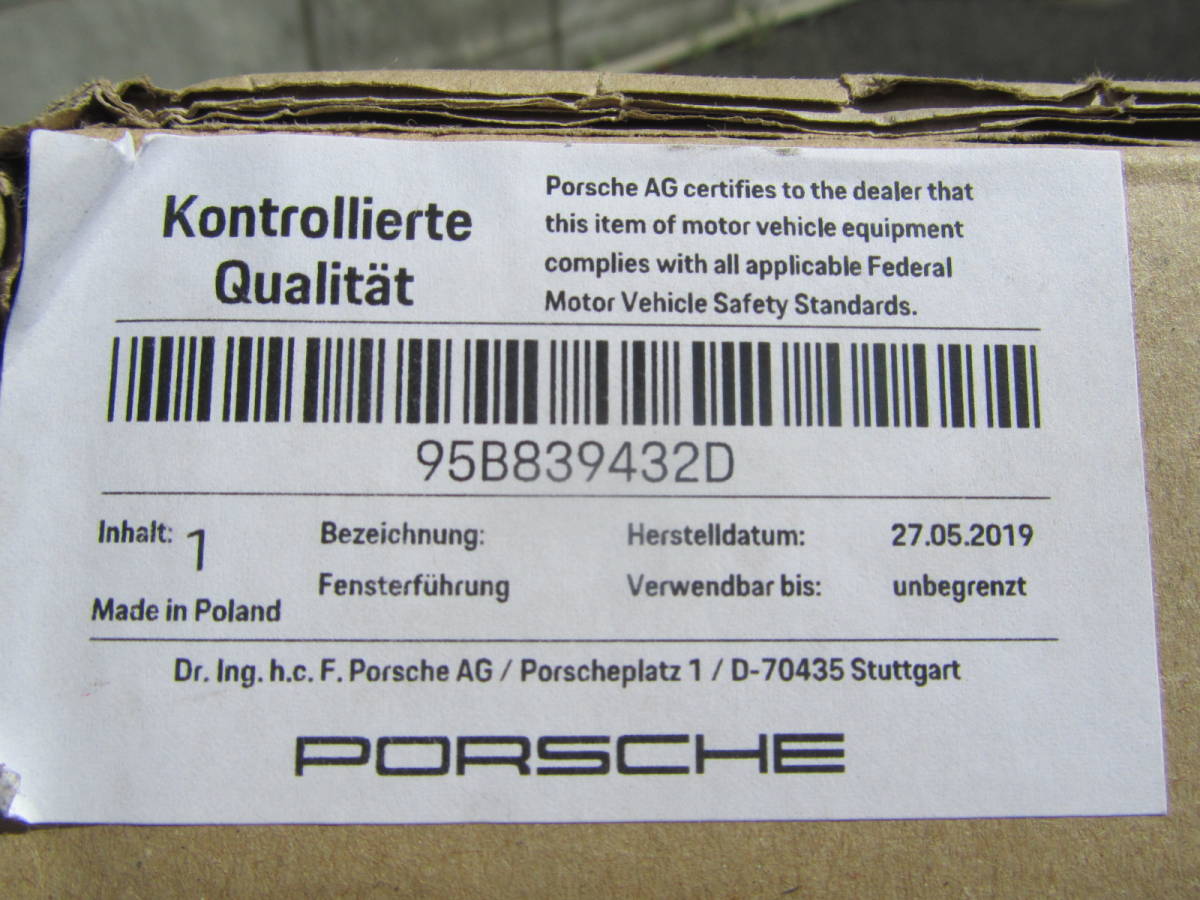 Kontrollierte
Qualität
Porsche AG certifies to the dealer that
this item of motor vehicle equipment
complies with all applicable Federal
Motor Vehicle Safety Standards.
95B839432D
Inhalt: 1
Made in Poland
Bezeichnung:
Fensterführung
Herstelldatum: 27.05.2019
Verwendbar bis: unbegrenzt
Dr. Ing. h.c. F. Porsche AG / Porscheplatz 1 / D-70435 Stuttgart
PORSCHE